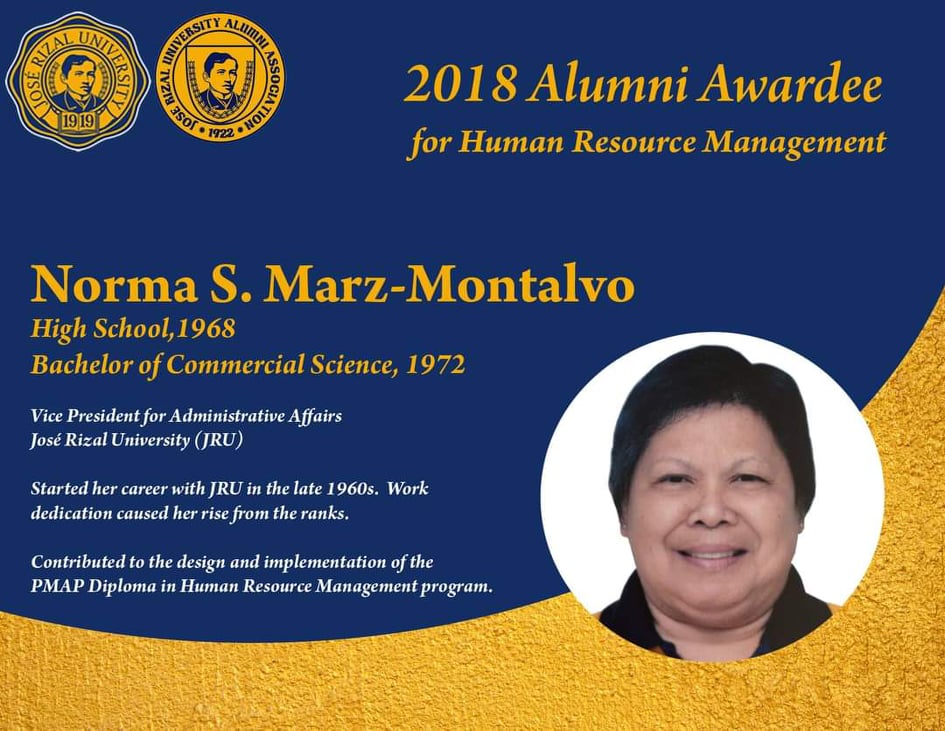 JOSÉ RIZAL UNIVERSITY
1919
JOSE RIZAL UNIVERSITY ALUMNI ASSOCIATION
• 1922 •
2018 Alumni Awardee
for Human Resource Management
Norma S. Marz-Montalvo
High School,1968
Bachelor of Commercial Science, 1972
Vice President for Administrative Affairs
José Rizal University (JRU)
Started her career with JRU in the late 1960s. Work
dedication caused her rise from the ranks.
Contributed to the design and implementation of the
PMAP Diploma in Human Resource Management program.